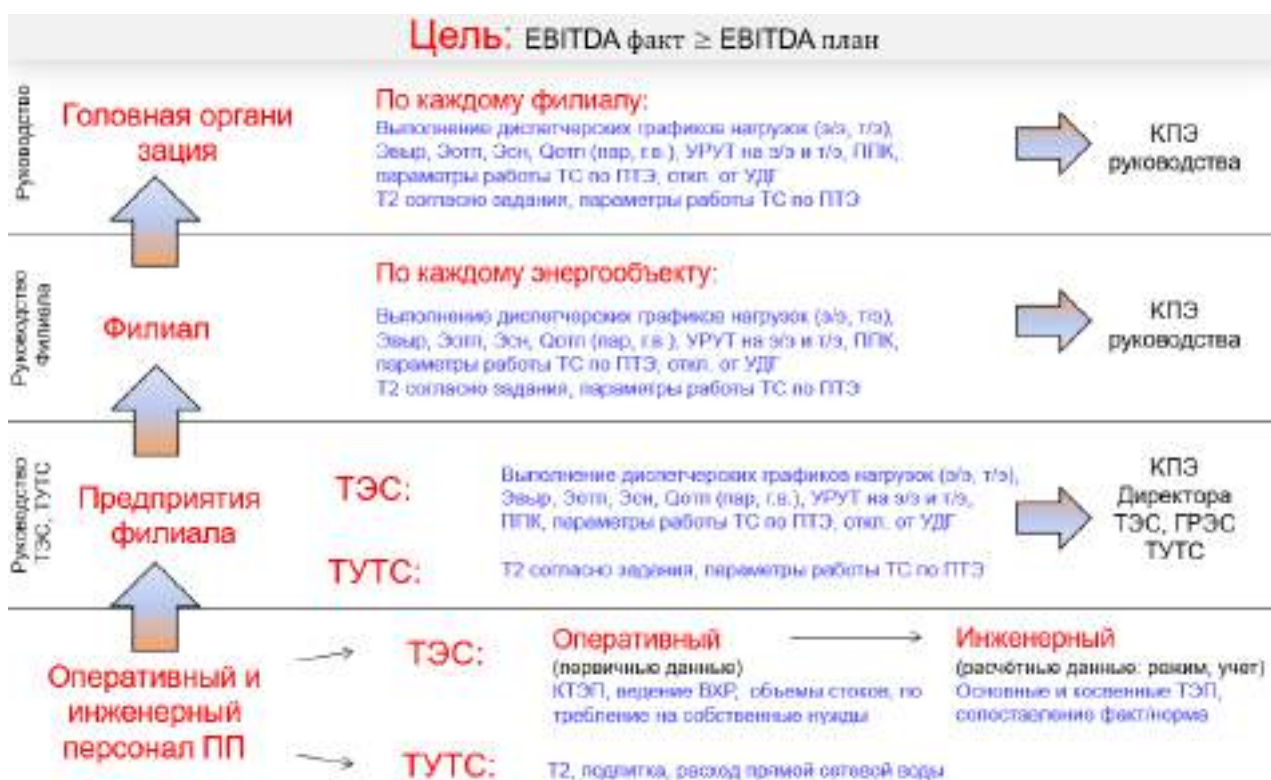 Цель: EBITDA факт ≥ EBITDA план
Руководство
Головная органи
зация
По каждому филиалу:
Выполнение диспетчерских графиков нагрузок (э/э, т/э),
Эвыр, Эотп, Эсн, Qотп (пар, г.в.), УРУТ на э/э и т/э, ППК,
параметры работы ТС по ПТЭ, откл. от УДГ
Т2 согласно задания, параметры работы ТС по ПТЭ
КПЭ
руководства
Руководство
Филиала
Филиал
По каждому энергообъекту:
Выполнение диспетчерских графиков нагрузок (э/э, т/э),
Эвыр, Эотп, Эсн, Qотп (пар, г.в.), УРУТ на э/э и т/э, ППК,
параметры работы ТС по ПТЭ, откл. от УДГ
Т2 согласно задания, параметры работы ТС по ПТЭ
КПЭ
руководства
Руководство
ТЭС, ТУТС
Предприятия
филиала
ТЭС:
Выполнение диспетчерских графиков нагрузок (э/э, т/э),
Эвыр, Эотп, Эсн, Qотп (пар, г.в.), УРУТ на э/э и т/э,
ППК, параметры работы ТС по ПТЭ, откл. от УДГ
ТУТС:
Т2 согласно задания, параметры работы ТС по ПТЭ
КПЭ
Директора
ТЭС, ГРЭС
ТУТС
Оперативный и
инженерный
персонал ПП
ТЭС:
Оперативный
(первичные данные)
КТЭП, ведение ВХР, объемы стоков, по
требление на собственные нужды
Инженерный
(расчётные данные: режим, учет)
Основные и косвенные ТЭП,
сопоставление факт/норма
ТУТС:
Т2, подпитка, расход прямой сетевой воды